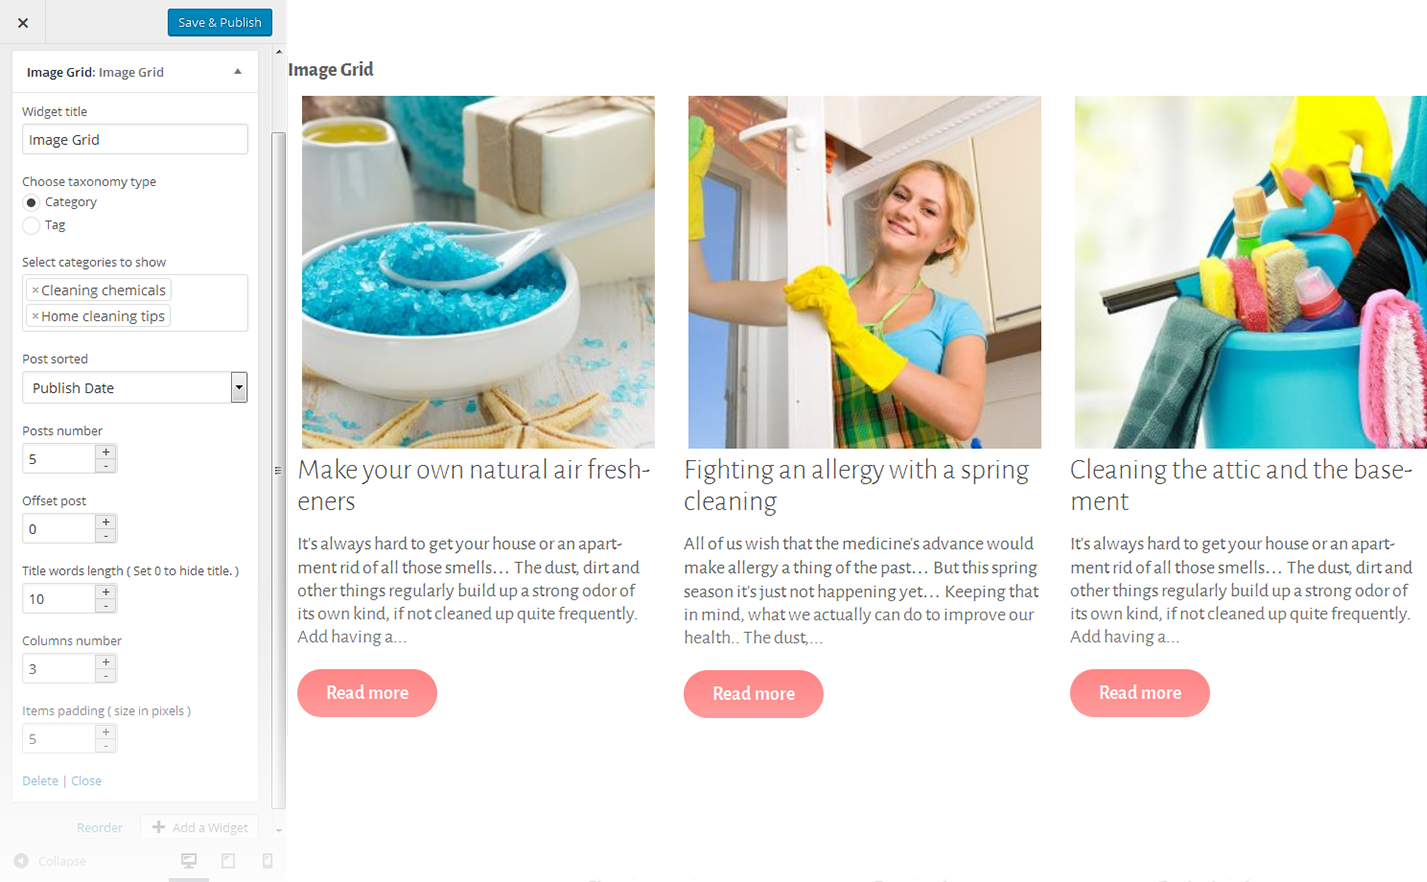 Save & Publish
Image Grid: Image Grid
Widget title
Image Grid
Choose taxonomy type
Category
Tag
Select categories to show
× Cleaning chemicals
× Home cleaning tips
Post sorted
Publish Date
Posts number
5
+
-
Offset post
0
+
-
Title words length ( Set 0 to hide title. )
10
+
-
Columns number
3
+
-
Items padding ( size in pixels )
5
+
-
Delete | Close
Reorder
Add a Widget
Collapse
Image Grid
Make your own natural air fresh-
eners
It's always hard to get your house or an apart-
ment rid of all those smells… The dust, dirt and
other things regularly build up a strong odor of
its own kind, if not cleaned up quite frequently.
Add having a…
Read more
Fighting an allergy with a spring
cleaning
All of us wish that the medicine's advance would
make allergy a thing of the past… But this spring
season it's just not happening yet… Keeping that
in mind, what we actually can do to improve our
health.. The dust,…
Read more
Cleaning the attic and the base-
ment
It's always hard to get your house or an apart-
ment rid of all those smells… The dust, dirt and
other things regularly build up a strong odor of
its own kind, if not cleaned up quite frequently.
Add having a…
Read more